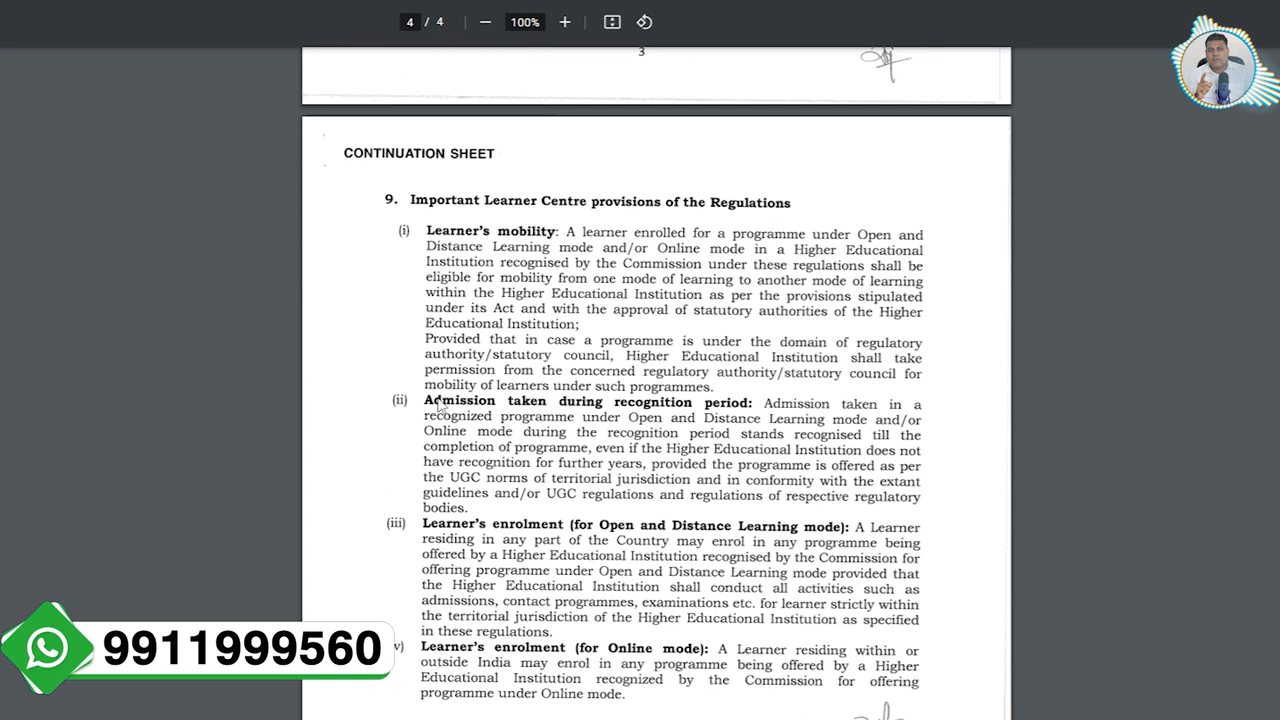 4 / 4
100%
3
CONTINUATION SHEET
9. Important Learner Centre provisions of the Regulations
(i) Learner's mobility: A learner enrolled for a programme under Open and
Distance Learning mode and/or Online mode in a Higher Educational
Institution recognised by the Commission under these regulations shall be
eligible for mobility from one mode of learning to another mode of learning
within the Higher Educational Institution as per the provisions stipulated
under its Act and with the approval of statutory authorities of the Higher
Educational Institution;
Provided that in case a programme is under the domain of regulatory
authority/statutory council, Higher Educational Institution shall take
permission from the concerned regulatory authority/statutory council for
mobility of learners under such programmes.
(ii) Admission taken during recognition period: Admission taken in a
recognized programme under Open and Distance Learning mode and/or
Online mode during the recognition period stands recognised till the
completion of programme, even if the Higher Educational Institution does not
have recognition for further years, provided the programme is offered as per
the UGC norms of territorial jurisdiction and in conformity with the extant
guidelines and/or UGC regulations and regulations of respective regulatory
bodies.
(iii) Learner's enrolment (for Open and Distance Learning mode): A Learner
residing in any part of the Country may enrol in any programme being
offered by a Higher Educational Institution recognised by the Commission for
offering programme under Open and Distance Learning mode provided that
the Higher Educational Institution shall conduct all activities such as
admissions, contact programmes, examinations etc. for learner strictly within
the territorial jurisdiction of the Higher Educational Institution as specified
in these regulations.
v) Learner's enrolment (for Online mode): A Learner residing within or
outside India may enrol in any programme being offered by a Higher
Educational Institution recognized by the Commission for offering
programme under Online mode.
9911999560